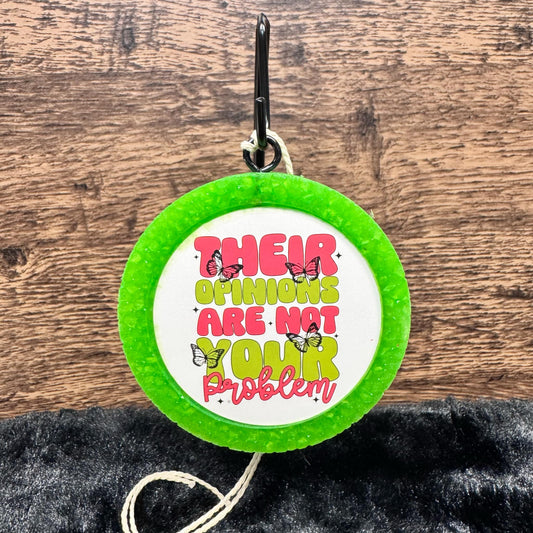 THEIR
OPINIONS
ARE NOT
YOUR
Problem